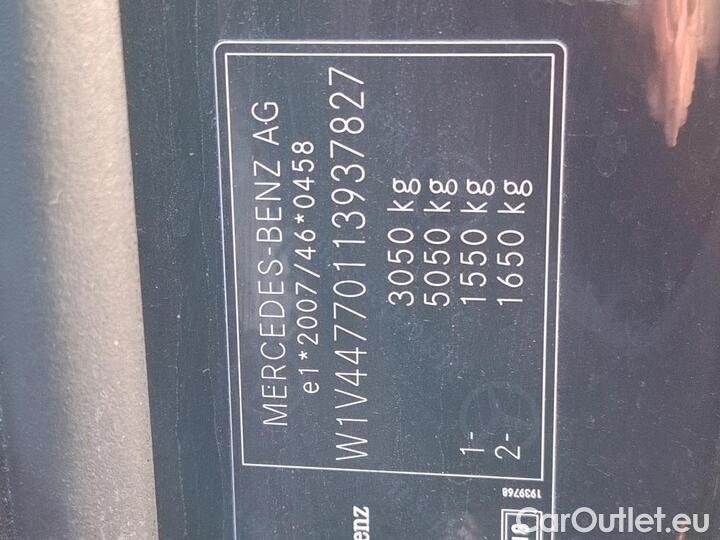 MERCEDES-BENZ AG
e1*2007/46*0458
W1V44770113937827
3050 kg
5050 kg
1- 1550 kg
2- 1650 kg
1939768
enz
CarOutlet.eu